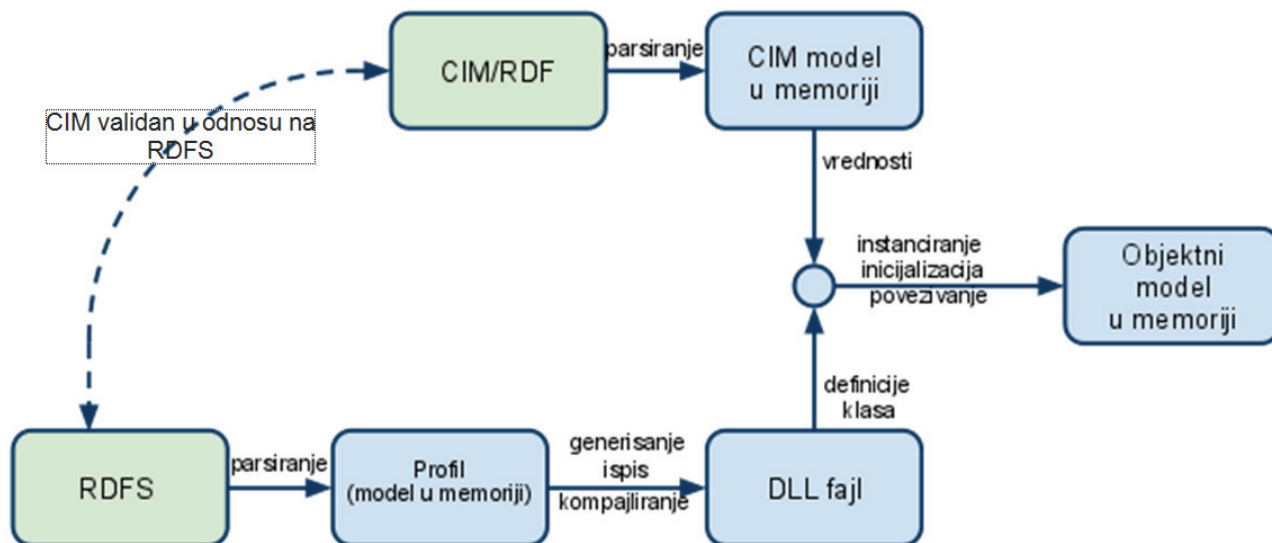 CIM/RDF
parsiranje
CIM model
u memoriji
CIM validan u odnosu na
RDFS
vrednosti
instanciranje
inicijalizacija
povezivanje
Objektni
model
u memoriji
definicije
klasa
RDFS
parsiranje
Profil
(model u memoriji)
generisanje
ispis
kompajliranje
DLL fajl